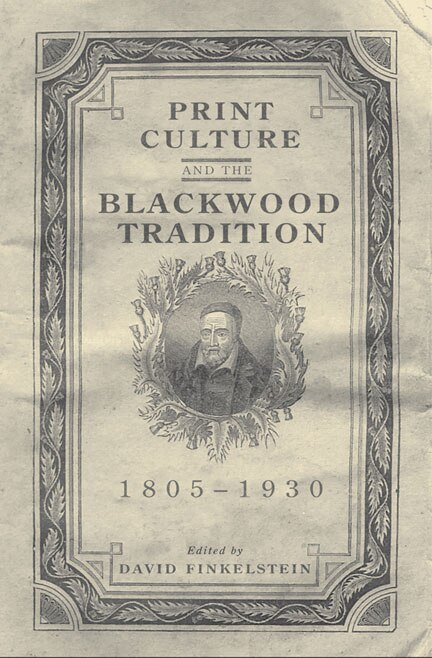 PRINT
CULTURE
AND THE
BLACKWOOD
TRADITION
1805–1930
Edited by
DAVID FINKELSTEIN